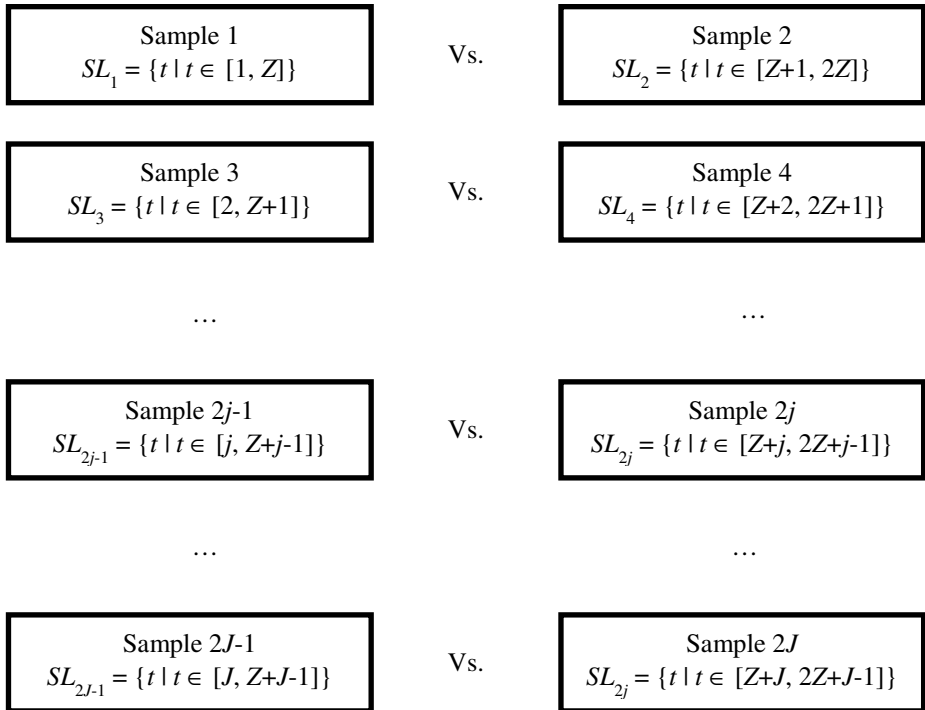 Sample 1
SL₁ = {t | t ∈ [1, Z]}
Vs.
Sample 2
SL₂ = {t | t ∈ [Z+1, 2Z]}
Sample 3
SL₃ = {t | t ∈ [2, Z+1]}
Vs.
Sample 4
SL₄ = {t | t ∈ [Z+2, 2Z+1]}
…
…
Sample 2j-1
SL₂ⱼ₋₁ = {t | t ∈ [j, Z+j-1]}
Vs.
Sample 2j
SL₂ⱼ = {t | t ∈ [Z+j, 2Z+j-1]}
…
…
Sample 2J-1
SL_{2J-1} = {t | t ∈ [J, Z+J-1]}
Vs.
Sample 2J
SL₂ⱼ = {t | t ∈ [Z+J, 2Z+J-1]}